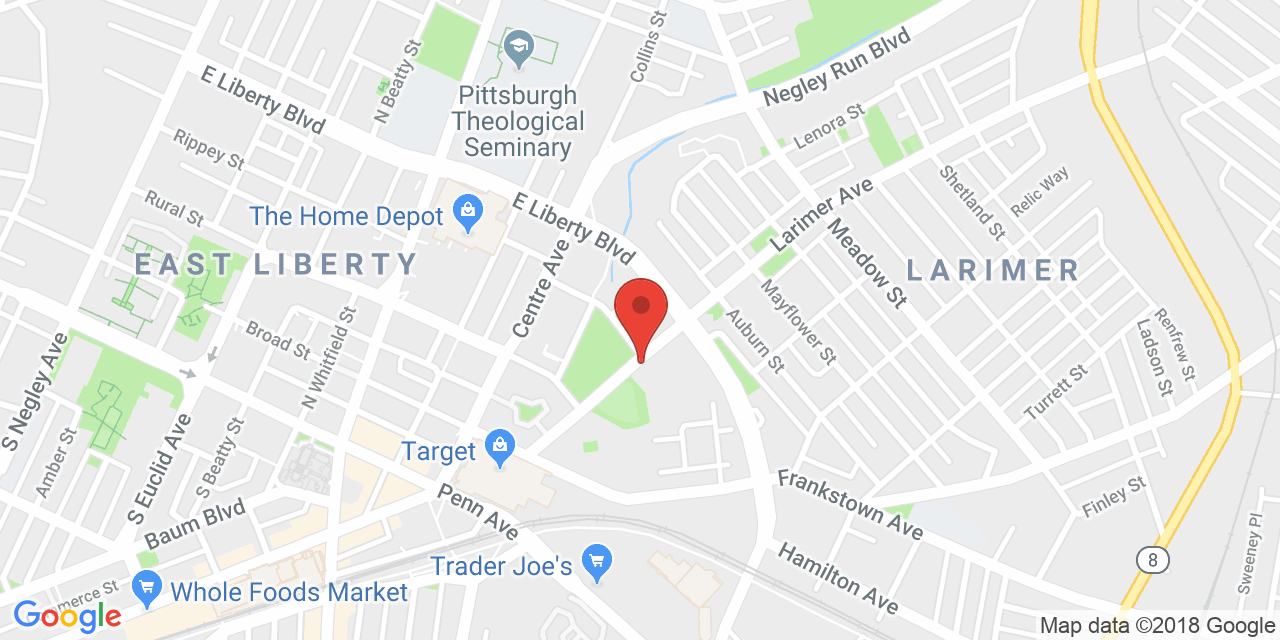 Collins St
Negley Run Blvd
E Liberty Blvd
N Beatty St
Pittsburgh
Theological
Seminary
Lenora St
Rippey St
Shetland St
Relic Way
Larimer Ave
Rural St
The Home Depot
E Liberty Blvd
Meadow St
EAST LIBERTY
LARIMER
Centre Ave
Mayflower St
Auburn St
Renfrew St
Ladson St
Broad St
N Whitfield St
S Negley Ave
Turrett St
Amber St
S Euclid Ave
S Beatty St
Target
Penn Ave
Baum Blvd
Frankstown Ave
Finley St
Sweeney Pl
Trader Joe's
Hamilton Ave
8
merce St
Whole Foods Market
Google
Map data ©2018 Google